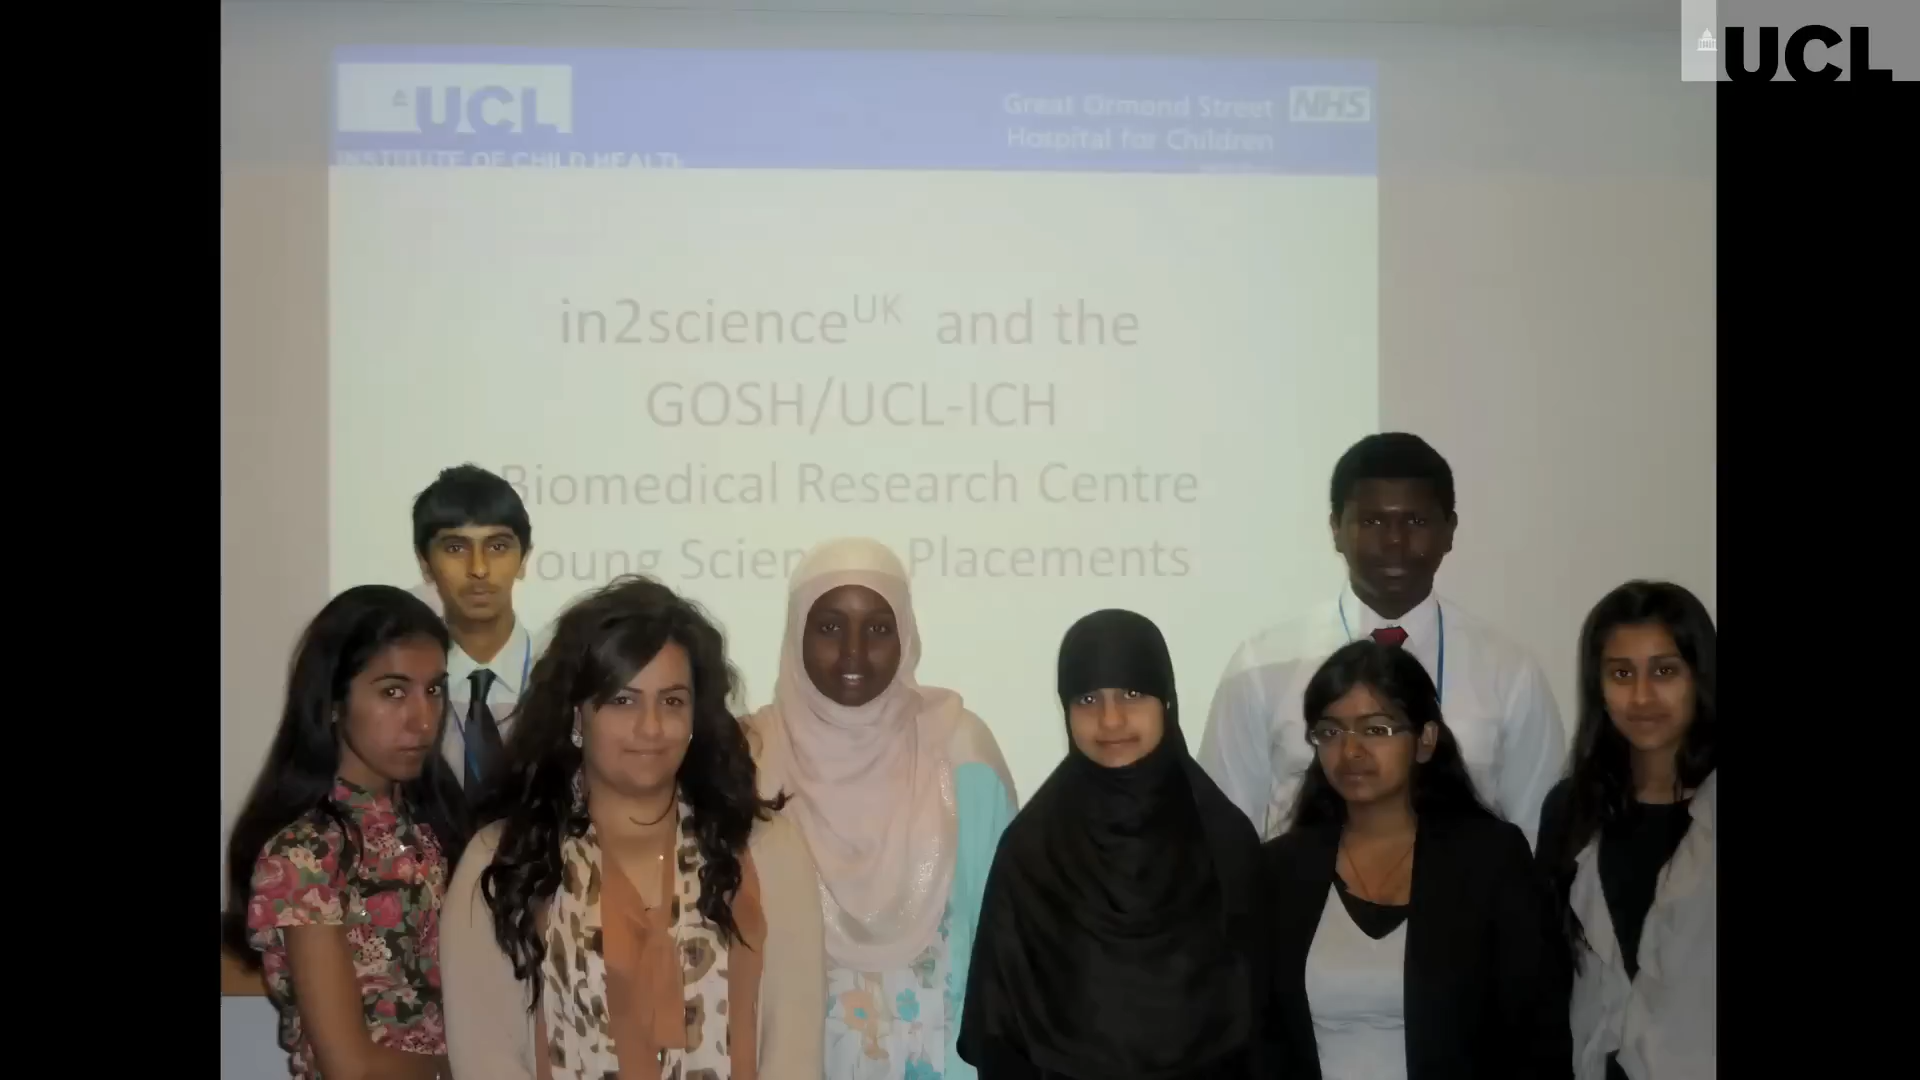 UCL
UCL
INSTITUTE OF CHILD HEALTH
Great Ormond Street
Hospital for Children
NHS
in2scienceUK and the
GOSH/UCL-ICH
Biomedical Research Centre
Placements